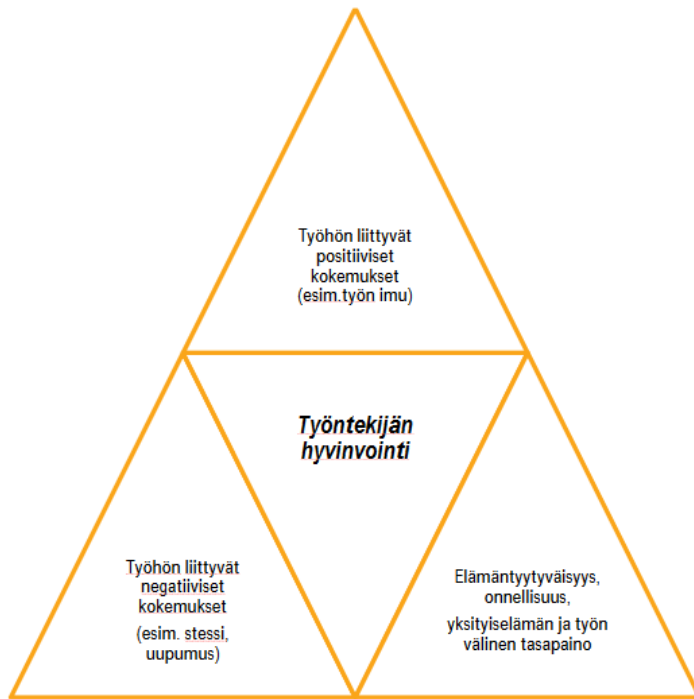 Työhön liittyvät
positiiviset
kokemukset
(esim.työn imu)
Työntekijän
hyvinvointi
Työhön liittyvät
negatiiviset
kokemukset
(esim. stessi,
uupumus)
Elämäntyytyväisyys,
onnellisuus,
yksityiselämän ja työn
välinen tasapaino